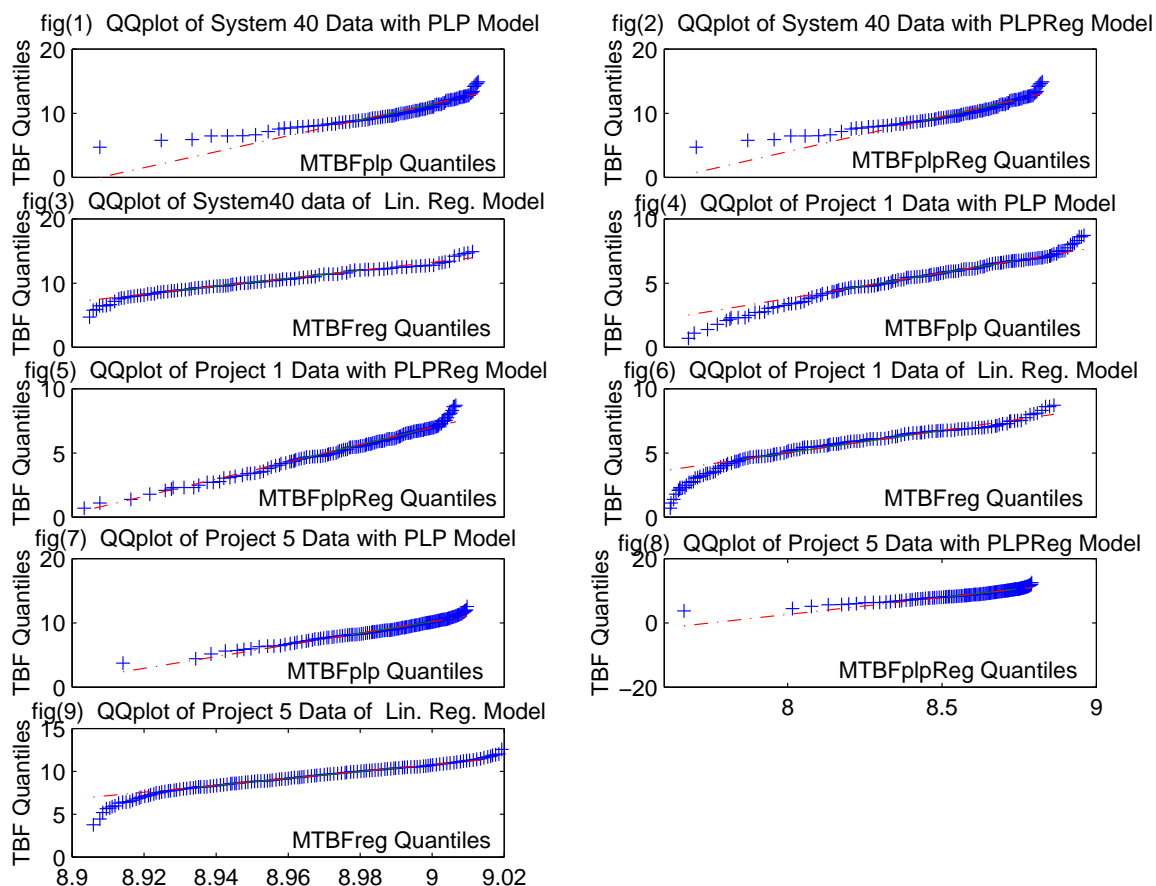 fig(1)  QQplot of System 40 Data with PLP Model
20
10
0
TBF Quantiles
MTBFplp Quantiles
fig(2)  QQplot of System 40 Data with PLPReg Model
20
10
0
TBF Quantiles
MTBFplpReg Quantiles
fig(3)  QQplot of System40 data of  Lin. Reg. Model
20
10
0
TBF Quantiles
MTBFreg Quantiles
fig(4)  QQplot of Project 1 Data with PLP Model
10
5
0
TBF Quantiles
MTBFplp Quantiles
fig(5)  QQplot of Project 1 Data with PLPReg Model
10
5
0
TBF Quantiles
MTBFplpReg Quantiles
fig(6)  QQplot of Project 1 Data of  Lin. Reg. Model
10
5
0
TBF Quantiles
MTBFreg Quantiles
fig(7)  QQplot of Project 5 Data with PLP Model
20
10
0
TBF Quantiles
MTBFplp Quantiles
fig(8)  QQplot of Project 5 Data with PLPReg Model
20
0
−20
TBF Quantiles
MTBFplpReg Quantiles
8 8.5 9
fig(9)  QQplot of Project 5 Data of  Lin. Reg. Model
15
10
5
0
TBF Quantiles
MTBFreg Quantiles
8.9 8.92 8.94 8.96 8.98 9 9.02